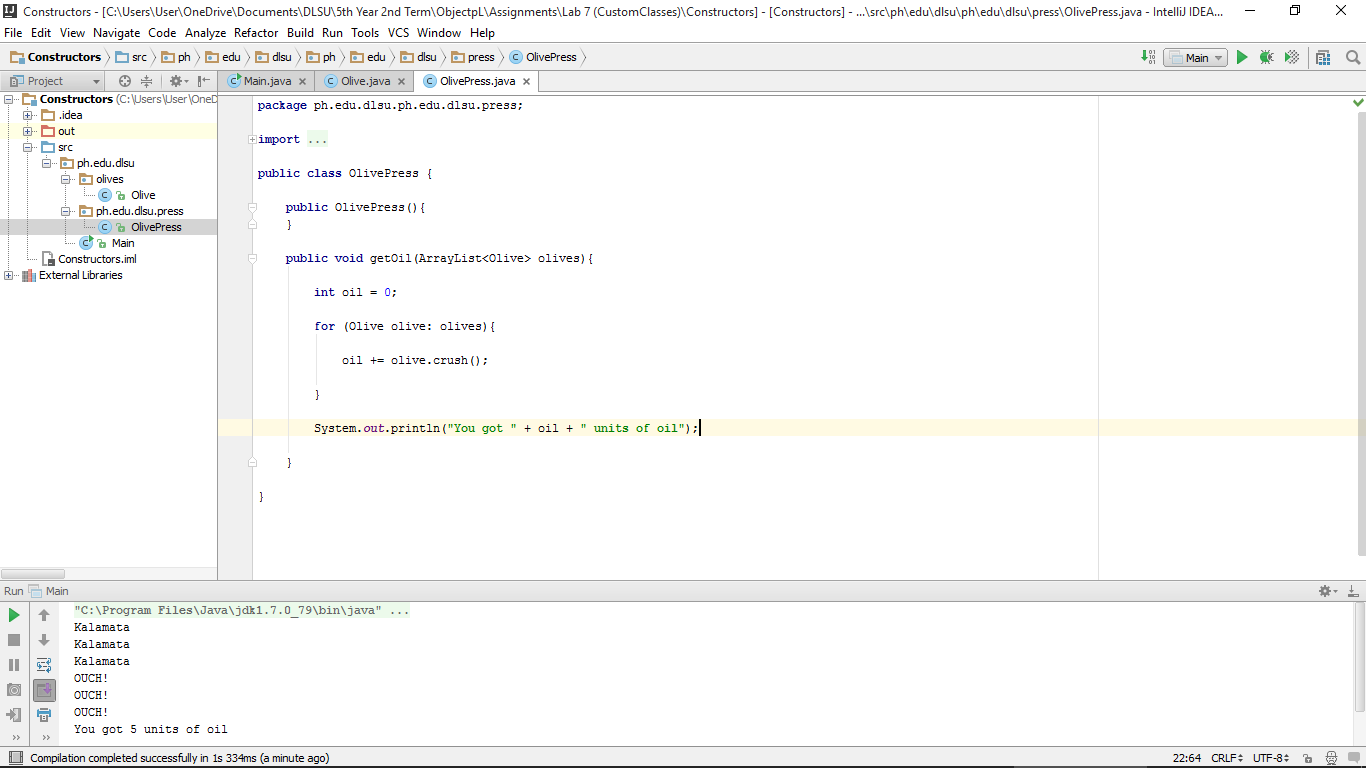 Constructors - [C:\Users\User\OneDrive\Documents\DLSU\5th Year 2nd Term\ObjectpL\Assignments\Lab 7 (CustomClasses)\Constructors] - [Constructors] - ...\src\ph\edu\dlsu\ph\edu\dlsu\press\OlivePress.java - IntelliJ IDEA...
File Edit View Navigate Code Analyze Refactor Build Run Tools VCS Window Help
Constructors src ph edu dlsu ph edu dlsu press OlivePress Main
Project Main.java Olive.java OlivePress.java
Constructors (C:\Users\User\OneD
.idea
out
src
ph.edu.dlsu
olives
Olive
ph.edu.dlsu.press
OlivePress
Main
Constructors.iml
External Libraries
package ph.edu.dlsu.ph.edu.dlsu.press;
import ...
public class OlivePress {
public OlivePress(){
}
public void getOil(ArrayList<Olive> olives){
int oil = 0;
for (Olive olive: olives){
oil += olive.crush();
}
System.out.println("You got " + oil + " units of oil");
}
}
Run Main
"C:\Program Files\Java\jdk1.7.0_79\bin\java" ...
Kalamata
Kalamata
Kalamata
OUCH!
OUCH!
OUCH!
You got 5 units of oil
Compilation completed successfully in 1s 334ms (a minute ago) 22:64 CRLF UTF-8